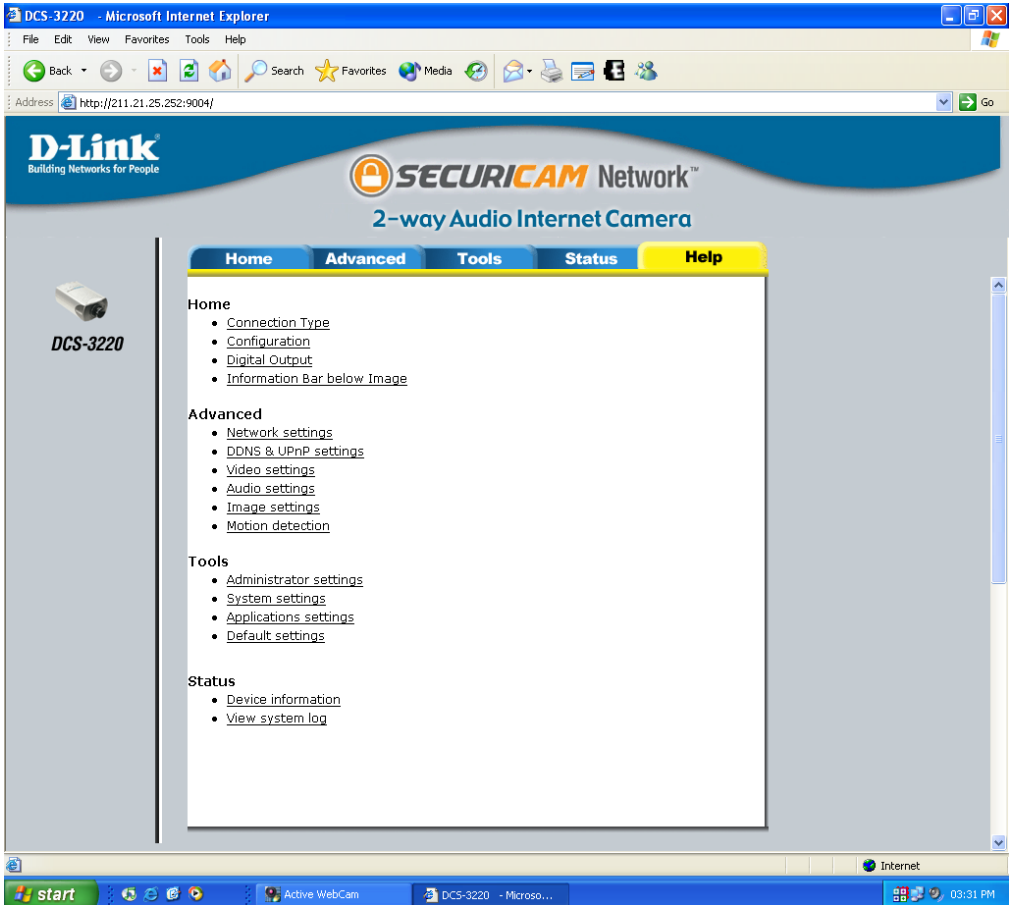 DCS-3220 - Microsoft Internet Explorer
File Edit View Favorites Tools Help
Back Search Favorites Media
Address http://211.21.25.252:9004/ Go
D-Link®
Building Networks for People
SECURICAM Network™
2-way Audio Internet Camera
Home Advanced Tools Status Help
DCS-3220
Home
Connection Type
Configuration
Digital Output
Information Bar below Image
Advanced
Network settings
DDNS & UPnP settings
Video settings
Audio settings
Image settings
Motion detection
Tools
Administrator settings
System settings
Applications settings
Default settings
Status
Device information
View system log
Internet
start Active WebCam DCS-3220 - Microso... 03:31 PM